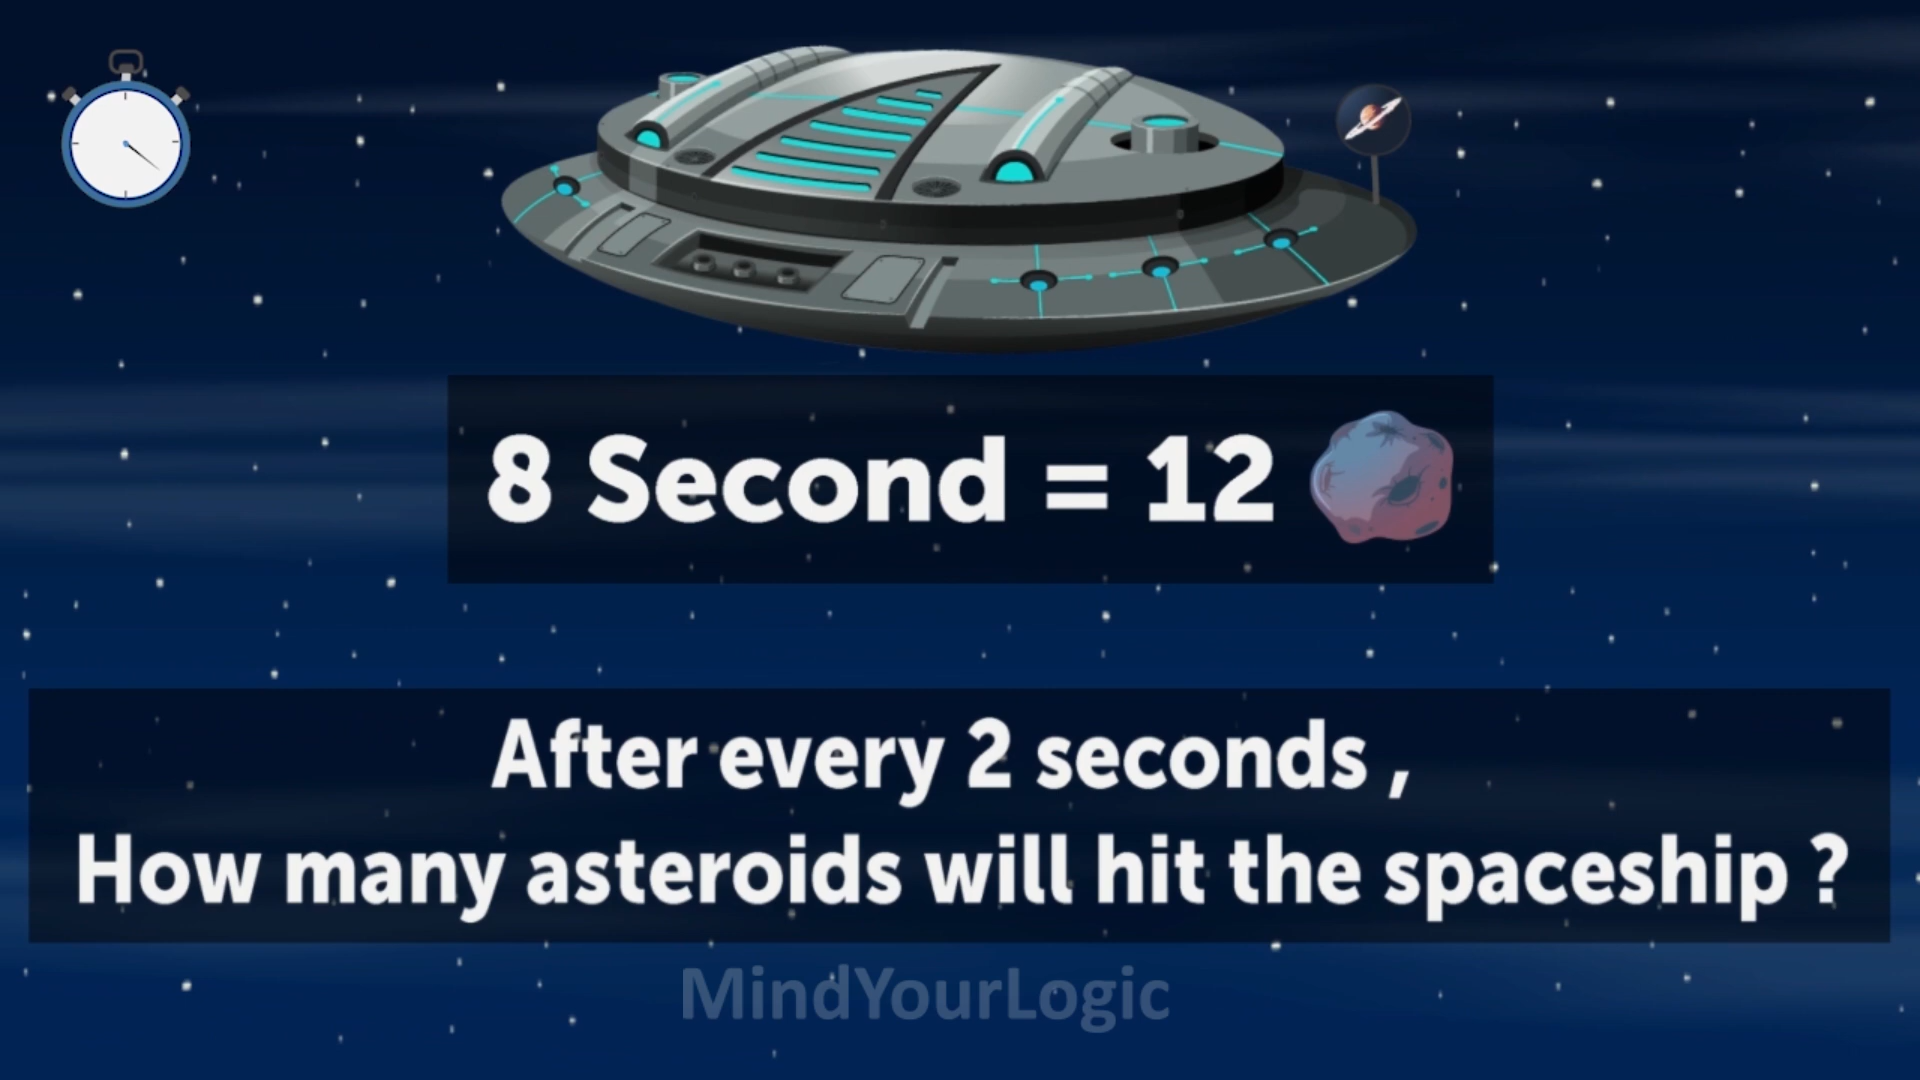 8 Second = 12
After every 2 seconds ,
How many asteroids will hit the spaceship ?
MindYourLogic